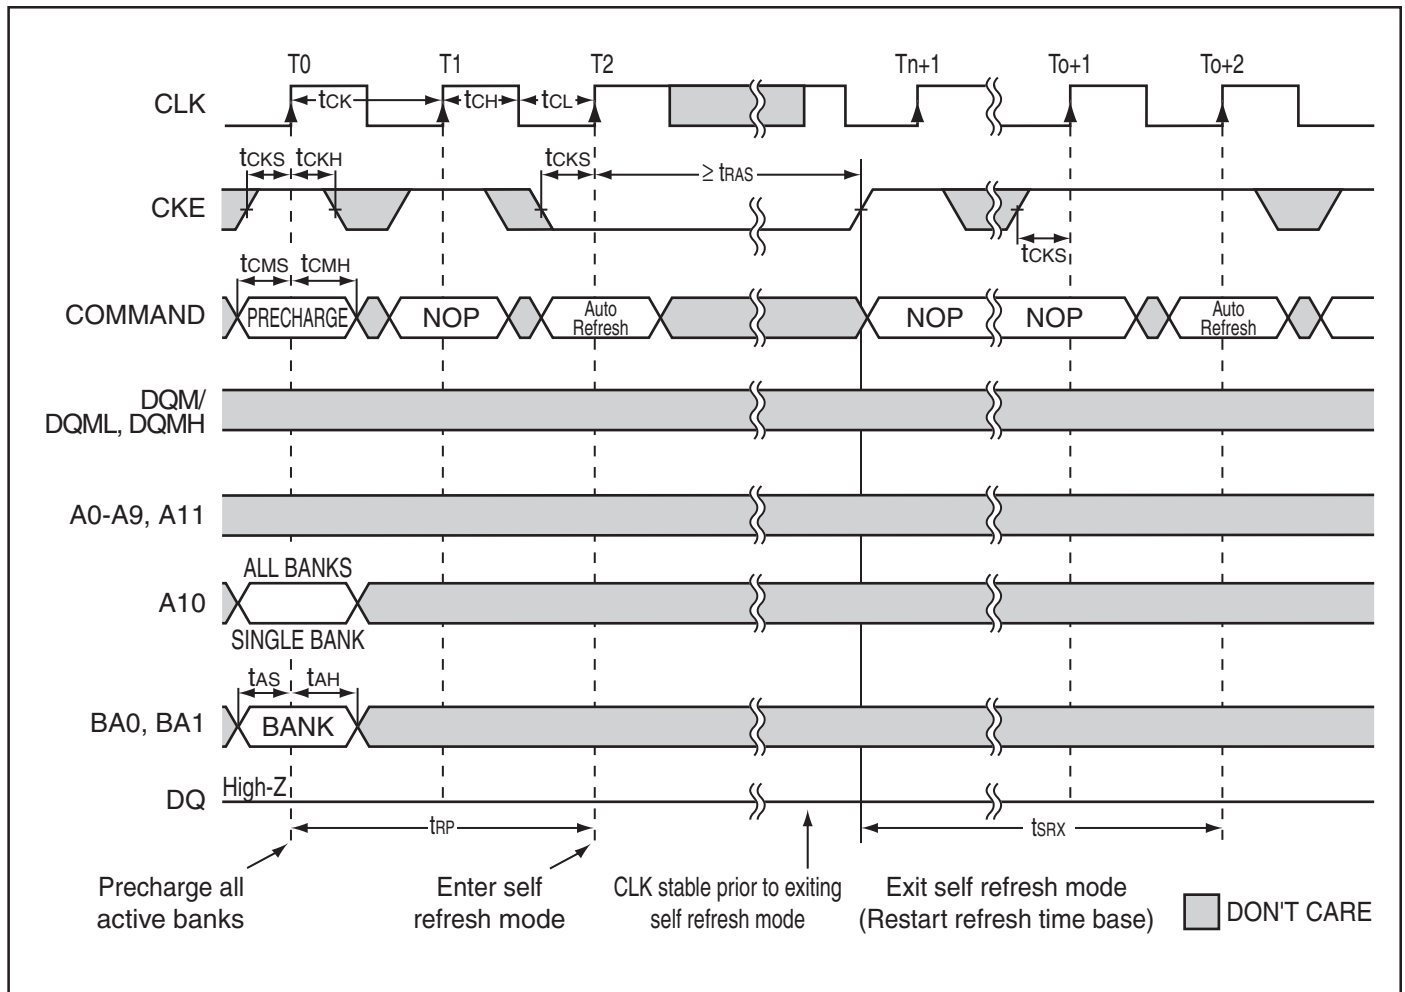 T0 T1 T2 Tn+1 To+1 To+2
CLK tCK tCH tCL
tCKS tCKH tCKS ≥ tRAS
CKE
tCKS
tCMS tCMH
COMMAND PRECHARGE NOP Auto Refresh NOP NOP Auto Refresh
DQM/
DQML, DQMH
A0-A9, A11
ALL BANKS
A10
SINGLE BANK
tAS tAH
BA0, BA1 BANK
DQ High-Z
tRP tSRX
Precharge all
active banks
Enter self
refresh mode
CLK stable prior to exiting
self refresh mode
Exit self refresh mode
(Restart refresh time base)
DON'T CARE